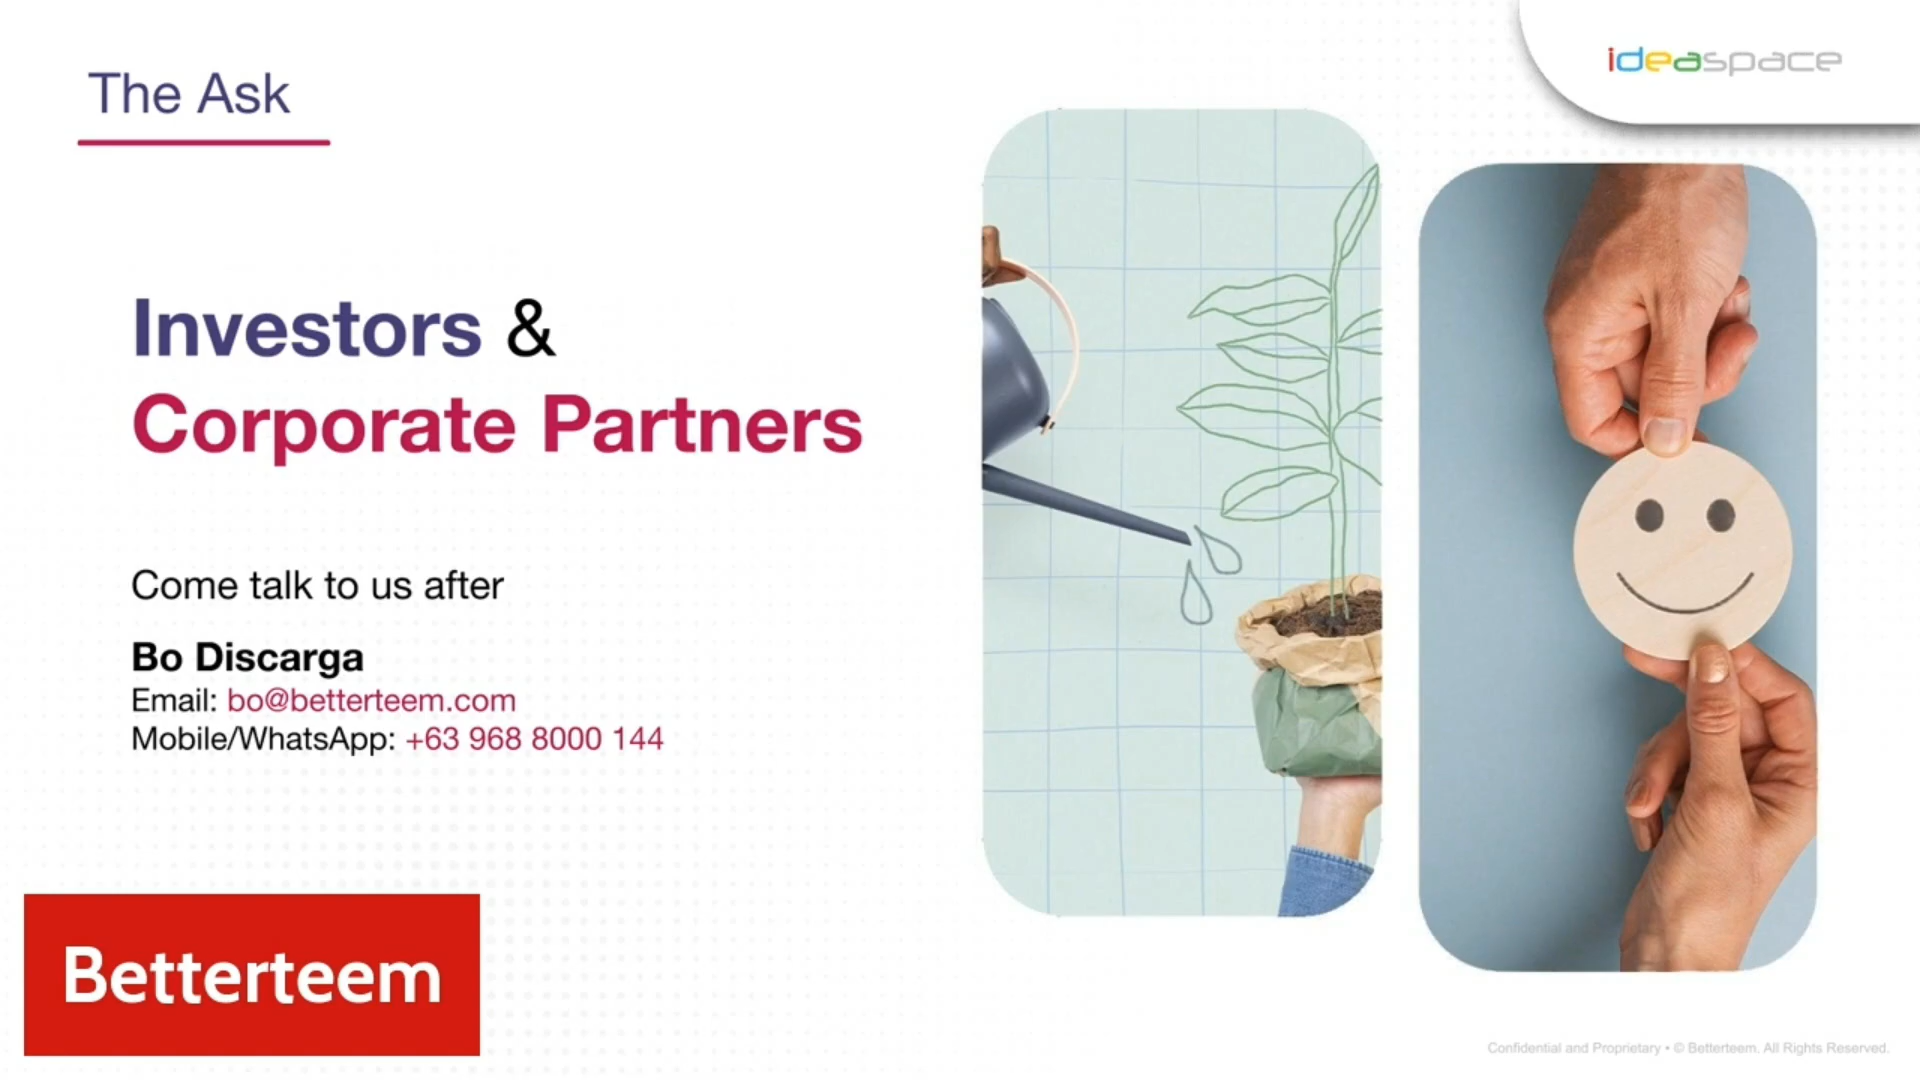 The Ask
ideaspace
Investors &
Corporate Partners
Come talk to us after
Bo Discarga
Email: bo@betterteem.com
Mobile/WhatsApp: +63 968 8000 144
Betterteem
Confidential and Proprietary • © Betterteem. All Rights Reserved.